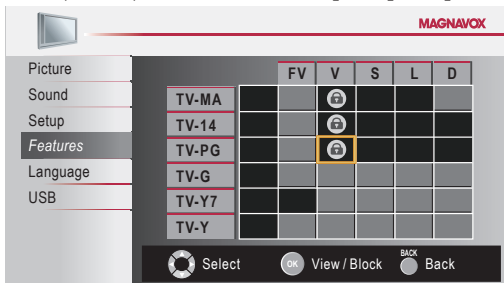 MAGNAVOX
Picture
Sound
Setup
Features
Language
USB
FV V S L D
TV-MA
TV-14
TV-PG
TV-G
TV-Y7
TV-Y
Select
OK View / Block
BACK Back